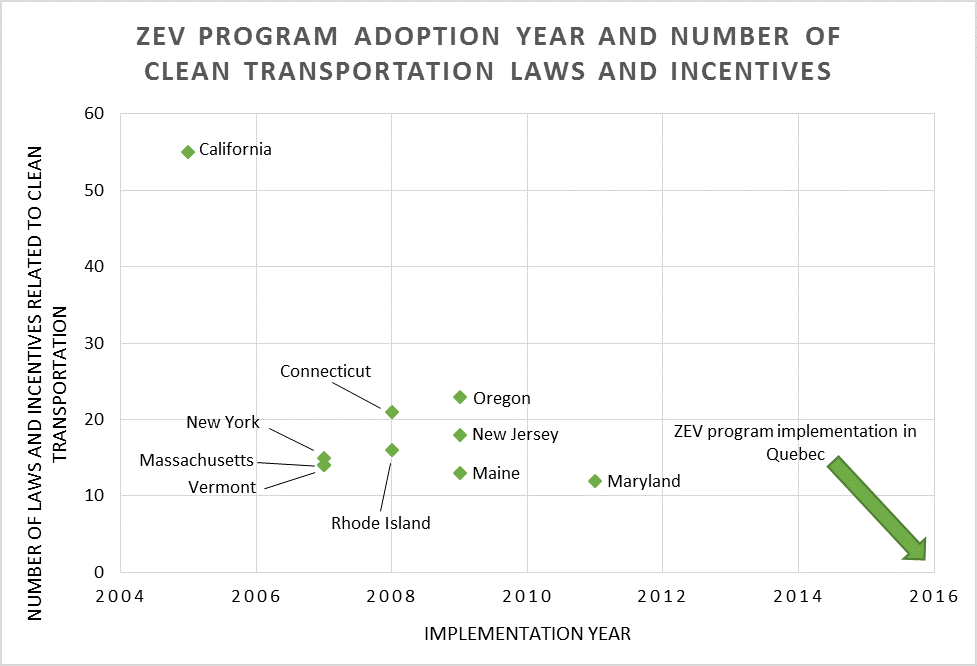 ZEV PROGRAM ADOPTION YEAR AND NUMBER OF
CLEAN TRANSPORTATION LAWS AND INCENTIVES
NUMBER OF LAWS AND INCENTIVES RELATED TO CLEAN
TRANSPORTATION
60
50
40
30
20
10
0
California
Connecticut
Oregon
New York
New Jersey
ZEV program implementation in
Quebec
Massachusetts
Maine
Vermont
Maryland
Rhode Island
2004
2006
2008
2010
2012
2014
2016
IMPLEMENTATION YEAR